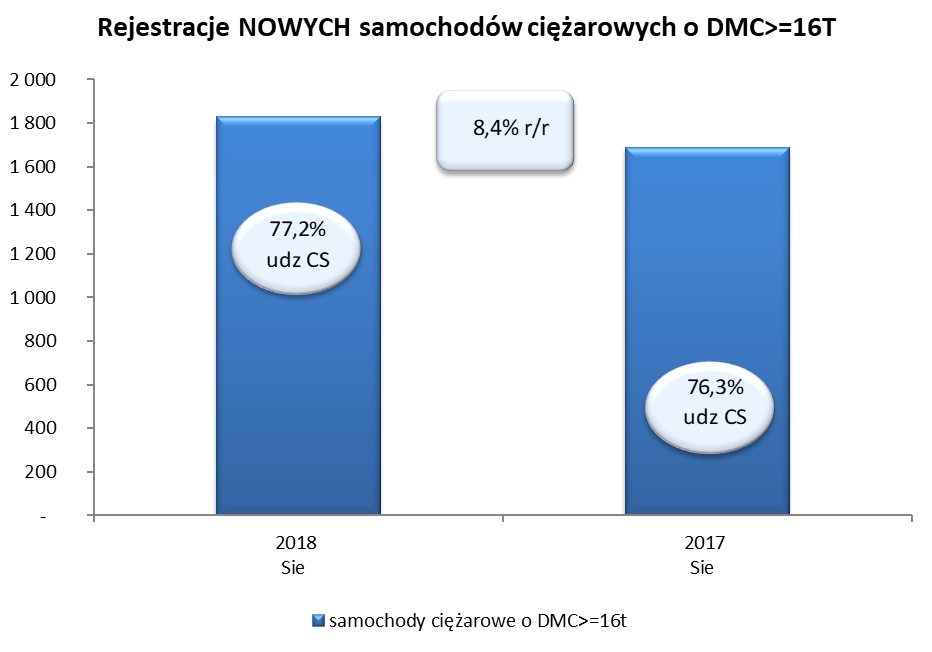 Rejestracje NOWYCH samochodów ciężarowych o DMC>=16T
2 000
1 800
1 600
1 400
1 200
1 000
800
600
400
200
-
8,4% r/r
77,2%
udz CS
76,3%
udz CS
2018
Sie
2017
Sie
samochody ciężarowe o DMC>=16t